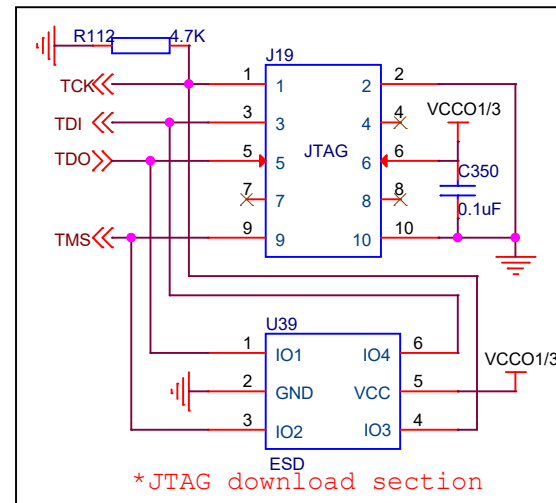 R112 4.7K
J19
TCK 1 1 2 2
TDI 3 3 4 4 VCCO1/3
TDO 5 5 JTAG 6 6
C350
7 7 8 8 0.1uF
TMS 9 9 10 10
U39
1 IO1 IO4 6
VCCO1/3
2 GND VCC 5
3 IO2 IO3 4
ESD
*JTAG download section